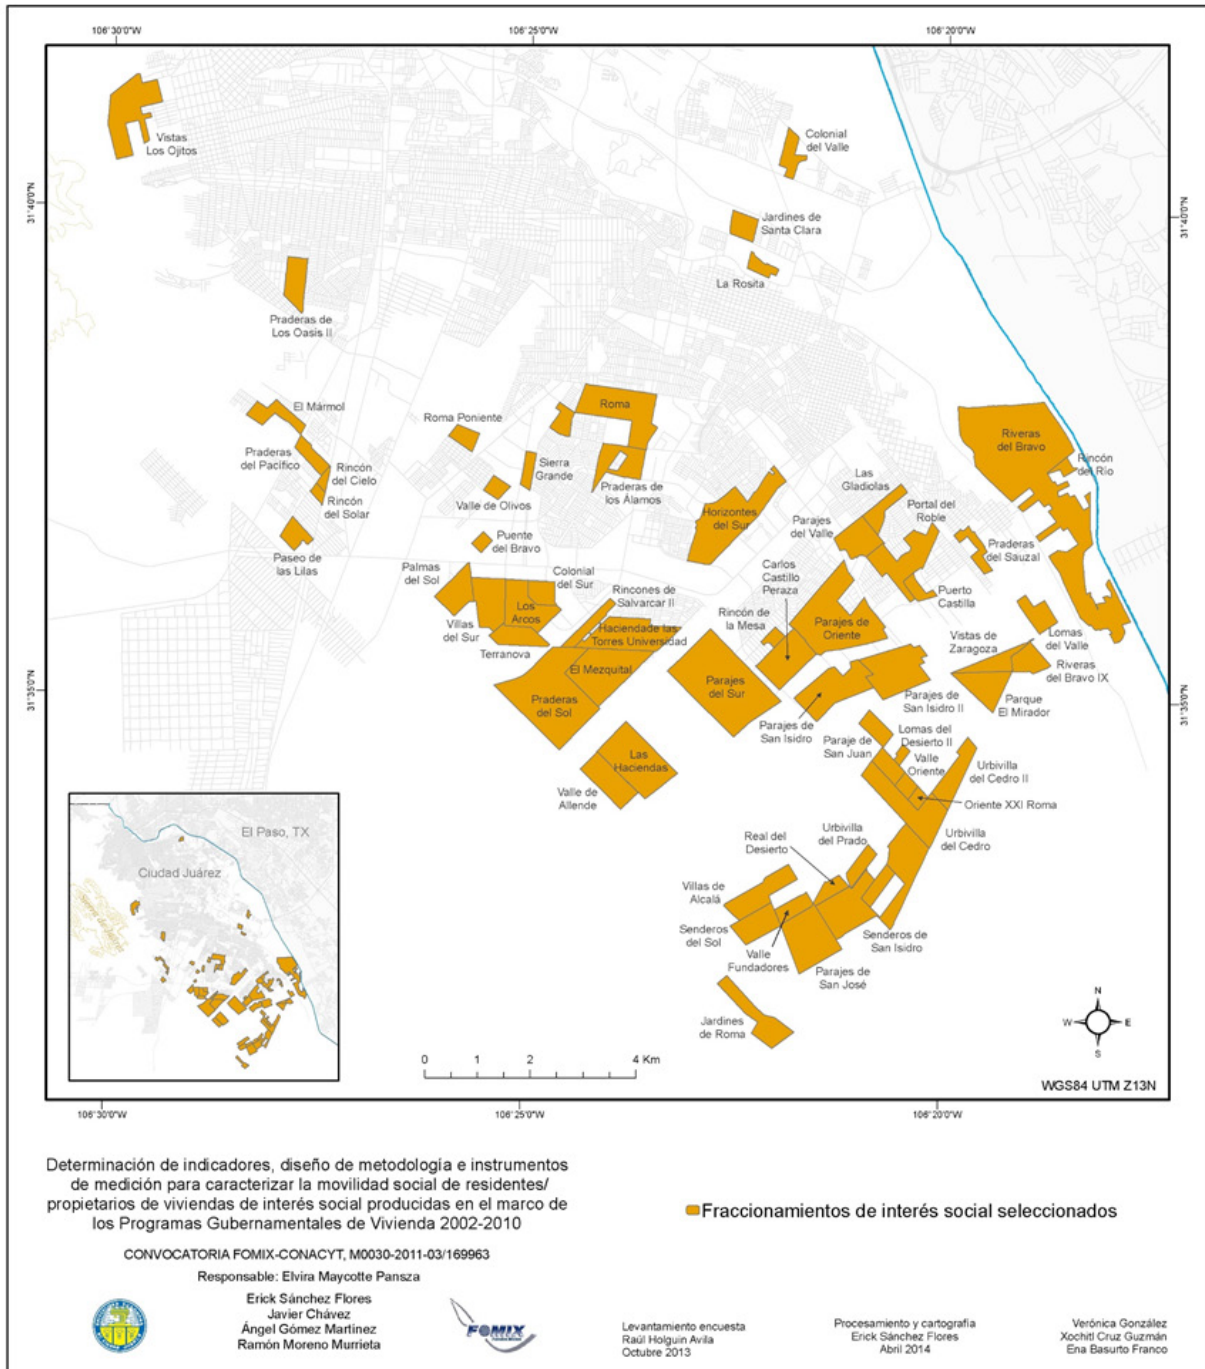 106°30'0"W
106°25'0"W
106°20'0"W
31°40'0"N
31°40'0"N
31°35'0"N
31°35'0"N
Vistas
Los Ojitos
Colonial
del Valle
Jardines de
Santa Clara
La Rosita
Praderas de
Los Oasis II
El Mármol
Roma Poniente
Roma
Riveras
del Bravo
Rincón
del Río
Praderas
del Pacífico
Rincón
del Cielo
Sierra
Grande
Las
Gladiolas
Rincón
del Solar
Valle de Olivos
Praderas de
los Álamos
Horizontes
del Sur
Portal del
Roble
Parajes
del Valle
Praderas
del Sauzal
Paseo de
las Lilas
Puente
del Bravo
Palmas
del Sol
Colonial
del Sur
Carlos
Castillo
Peraza
Puerto
Castilla
Rincones de
Salvarcar II
Los
Arcos
Villas
del Sur
Rincón de
la Mesa
Parajes de
Oriente
Haciendade las
Torres Universidad
Terranova
Vistas de
Zaragoza
Lomas
del Valle
El Mezquital
Riveras
del Bravo IX
Parajes
del Sur
Praderas
del Sol
Parajes de
San Isidro II
Parque
El Mirador
Parajes de
San Isidro
Lomas del
Desierto II
Paraje de
San Juan
Las
Haciendas
Valle
Oriente
Urbivilla
del Cedro II
Valle de
Allende
Oriente XXI Roma
Urbivilla
del Prado
Real del
Desierto
Urbivilla
del Cedro
Villas de
Alcalá
Senderos
del Sol
Senderos de
San Isidro
Valle
Fundadores
Parajes de
San José
Jardines
de Roma
El Paso, TX
Ciudad Juárez
Sierra de Juárez
N
W
E
S
0 1 2 4 Km
WGS84 UTM Z13N
106°30'0"W
106°25'0"W
106°20'0"W
Determinación de indicadores, diseño de metodología e instrumentos
de medición para caracterizar la movilidad social de residentes/
propietarios de viviendas de interés social producidas en el marco de
los Programas Gubernamentales de Vivienda 2002-2010
Fraccionamientos de interés social seleccionados
CONVOCATORIA FOMIX-CONACYT, M0030-2011-03/169963
Responsable: Elvira Maycotte Pansza
Erick Sánchez Flores
Javier Chávez
Ángel Gómez Martínez
Ramón Moreno Murrieta
FOMIX
Levantamiento encuesta
Raúl Holguin Avila
Octubre 2013
Procesamiento y cartografía
Erick Sánchez Flores
Abril 2014
Verónica González
Xochitl Cruz Guzmán
Ena Basurto Franco